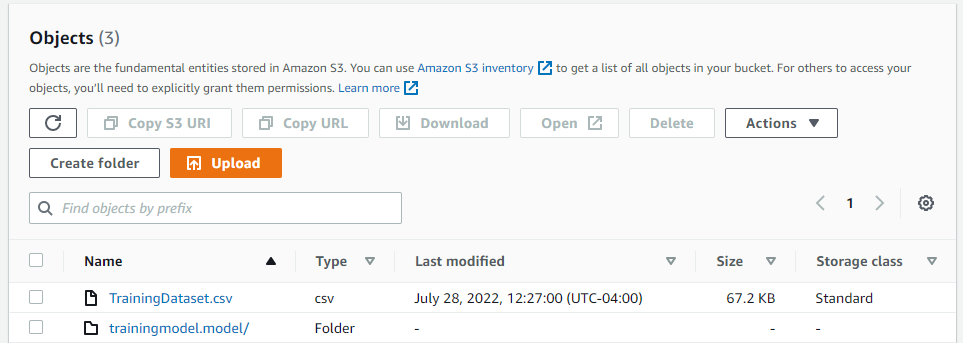 Objects (3)
Objects are the fundamental entities stored in Amazon S3. You can use Amazon S3 inventory to get a list of all objects in your bucket. For others to access your
objects, you'll need to explicitly grant them permissions. Learn more
Copy S3 URI Copy URL Download Open Delete Actions
Create folder Upload
Find objects by prefix 1
Name Type Last modified Size Storage class
TrainingDataset.csv csv July 28, 2022, 12:27:00 (UTC-04:00) 67.2 KB Standard
trainingmodel.model/ Folder - - -